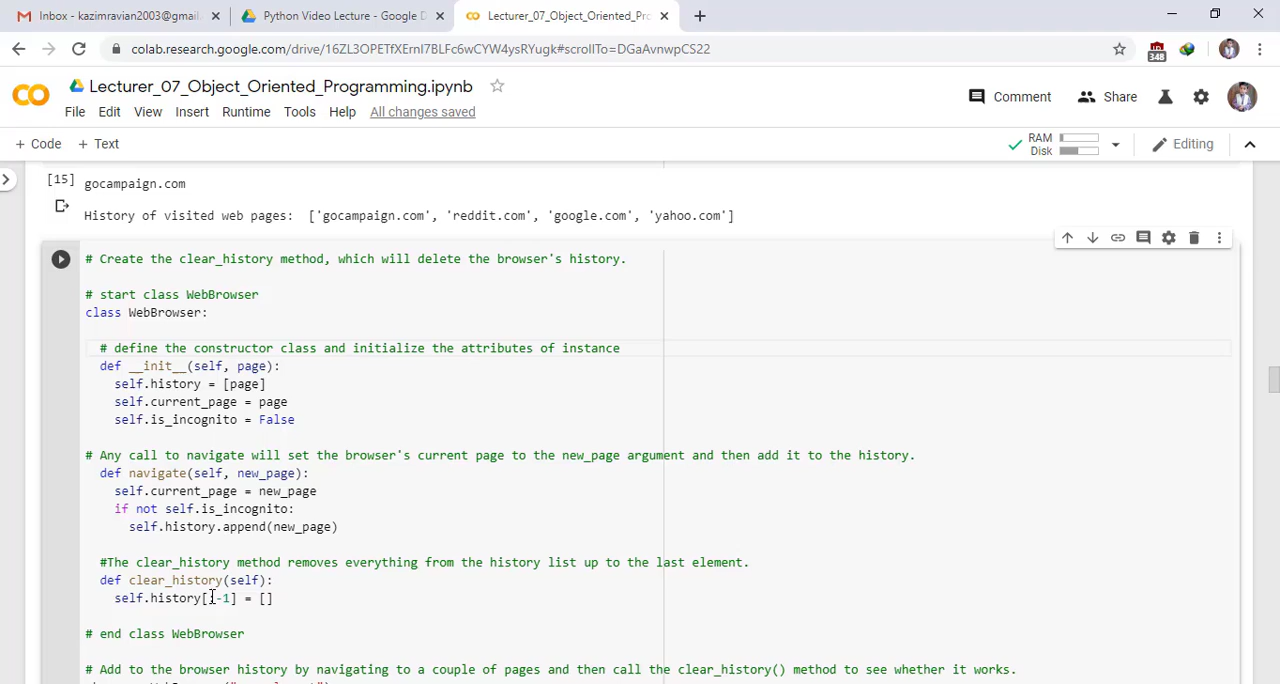 Inbox - kazimravian2003@gmail.
Python Video Lecture - Google D
Lecturer_07_Object_Oriented_Pro
colab.research.google.com/drive/16ZL3OPETfXErnI7BLFc6wCYW4ysRYugk#scrollTo=DGaAvnwpCS22
348
Lecturer_07_Object_Oriented_Programming.ipynb
Comment
Share
File Edit View Insert Runtime Tools Help All changes saved
+ Code + Text
RAM
Disk
Editing
[15] gocampaign.com
History of visited web pages: ['gocampaign.com', 'reddit.com', 'google.com', 'yahoo.com']
# Create the clear_history method, which will delete the browser's history.
# start class WebBrowser
class WebBrowser:
# define the constructor class and initialize the attributes of instance
def __init__(self, page):
self.history = [page]
self.current_page = page
self.is_incognito = False
# Any call to navigate will set the browser's current page to the new_page argument and then add it to the history.
def navigate(self, new_page):
self.current_page = new_page
if not self.is_incognito:
self.history.append(new_page)
#The clear_history method removes everything from the history list up to the last element.
def clear_history(self):
self.history[:-1] = []
# end class WebBrowser
# Add to the browser history by navigating to a couple of pages and then call the clear_history() method to see whether it works.